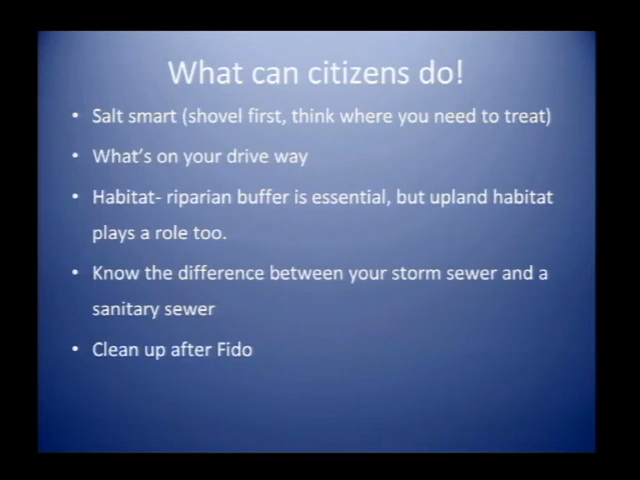 What can citizens do!
• Salt smart (shovel first, think where you need to treat)
• What's on your drive way
• Habitat- riparian buffer is essential, but upland habitat
plays a role too.
• Know the difference between your storm sewer and a
sanitary sewer
• Clean up after Fido